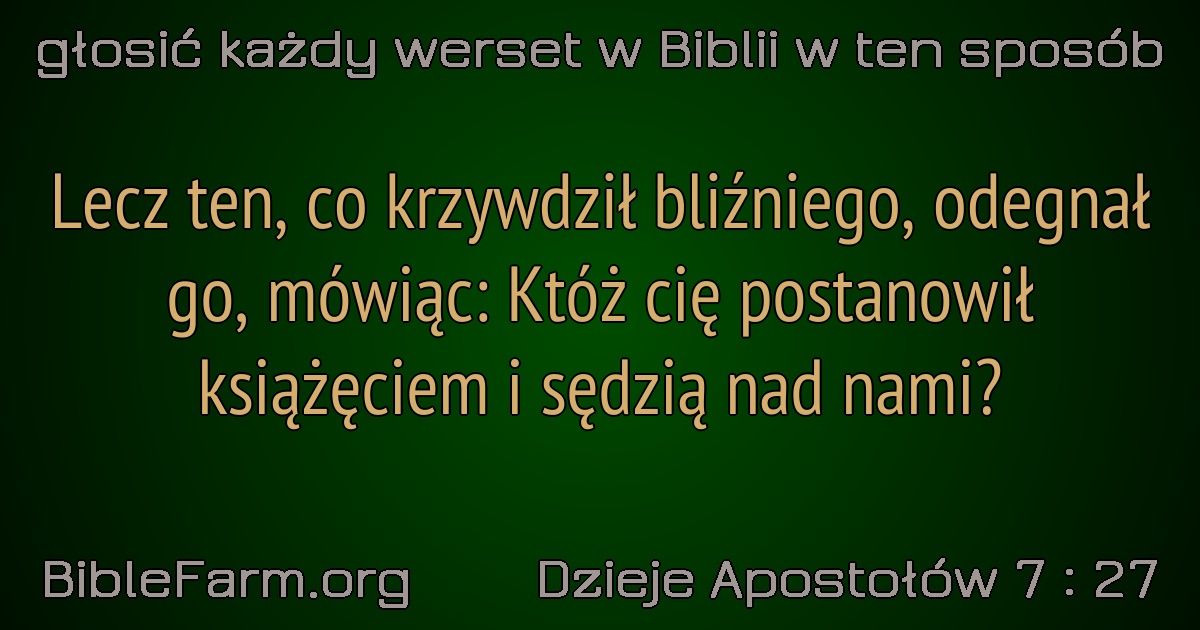 głosić każdy werset w Biblii w ten sposób
Lecz ten, co krzywdził bliźniego, odegnał
go, mówiąc: Któż cię postanowił
książęciem i sędzią nad nami?
BibleFarm.org Dzieje Apostołów 7 : 27